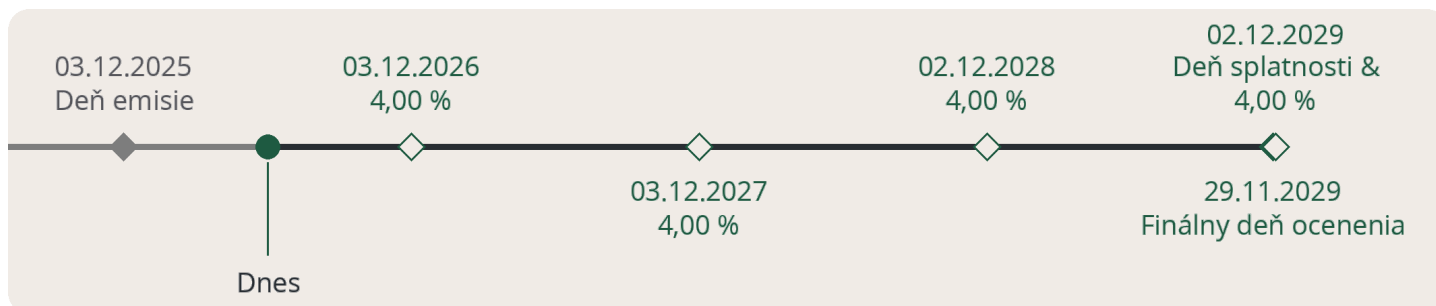 03.12.2025
Deň emisie
Dnes
03.12.2026
4,00 %
03.12.2027
4,00 %
02.12.2028
4,00 %
02.12.2029
Deň splatnosti &
4,00 %
29.11.2029
Finálny deň ocenenia